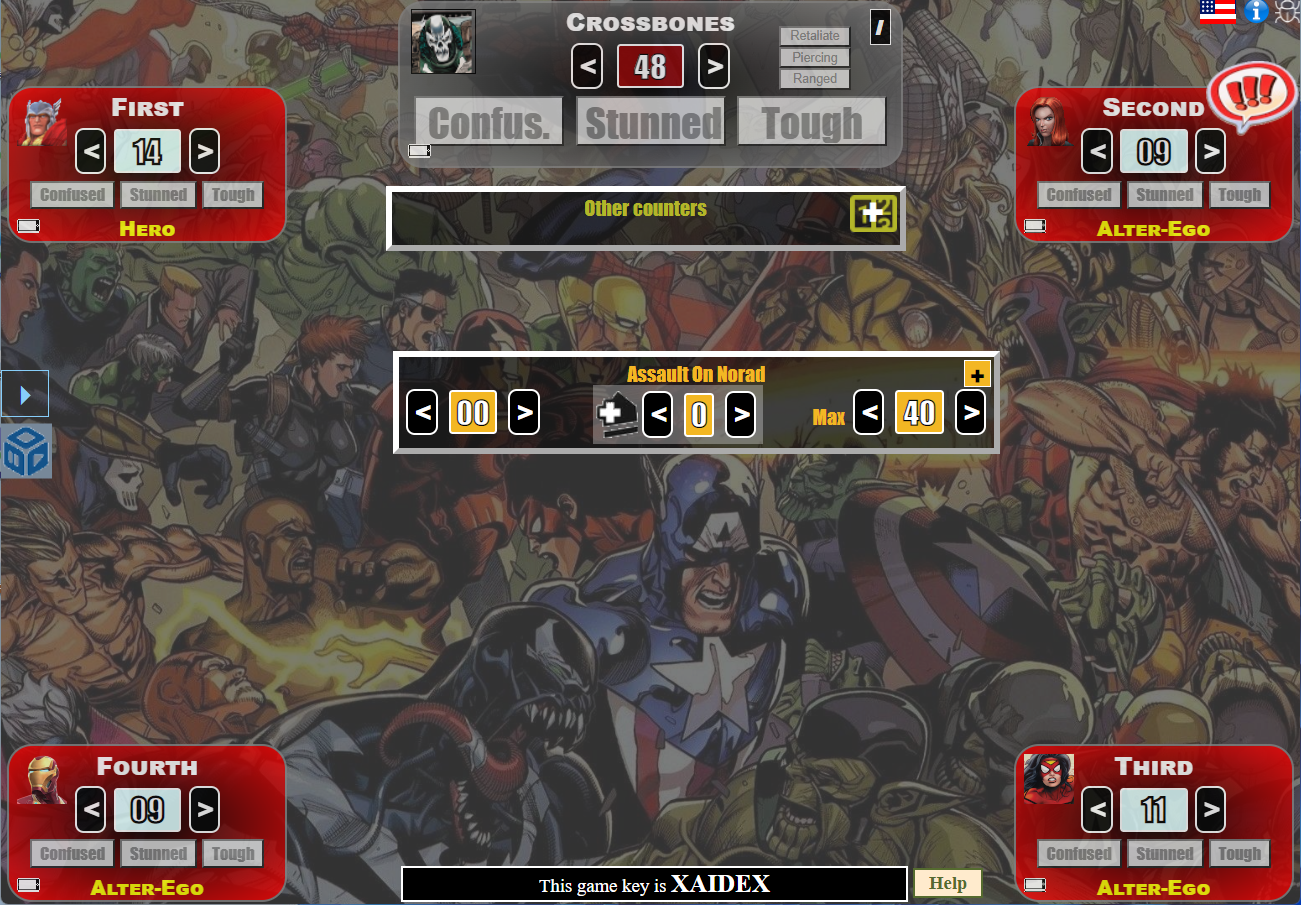 Crossbones
<
48
>
Retaliate
Piercing
Ranged
I
Confus.
Stunned
Tough
First
<
14
>
Confused
Stunned
Tough
Hero
Second
!!!
<
09
>
Confused
Stunned
Tough
Alter-Ego
Other counters
Assault On Norad
+
<
00
>
<
0
>
Max
<
40
>
Fourth
<
09
>
Confused
Stunned
Tough
Alter-Ego
Third
<
11
>
Confused
Stunned
Tough
Alter-Ego
This game key is XAIDEX
Help